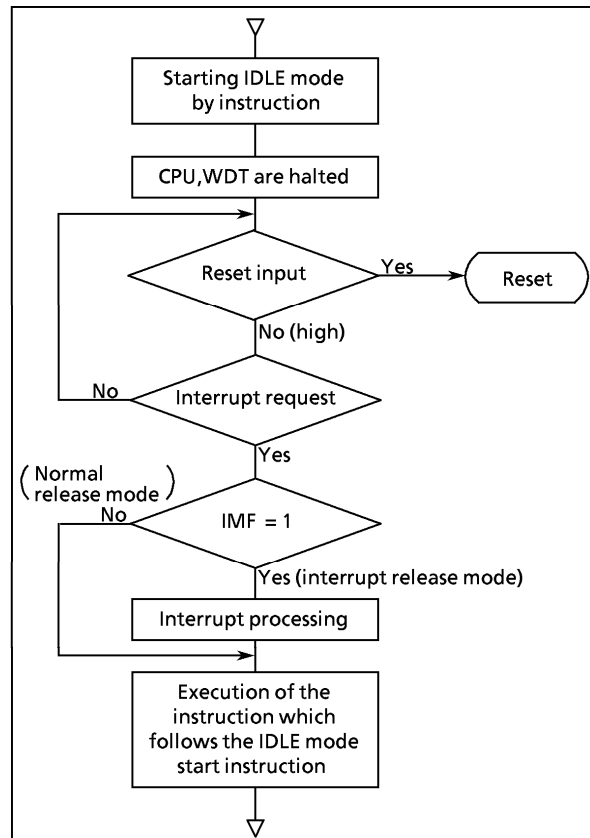 Starting IDLE mode
by instruction
CPU,WDT are halted
Reset input
Yes
Reset
No (high)
No
Interrupt request
Yes
(Normal
release mode)
No
IMF = 1
Yes (interrupt release mode)
Interrupt processing
Execution of the
instruction which
follows the IDLE mode
start instruction